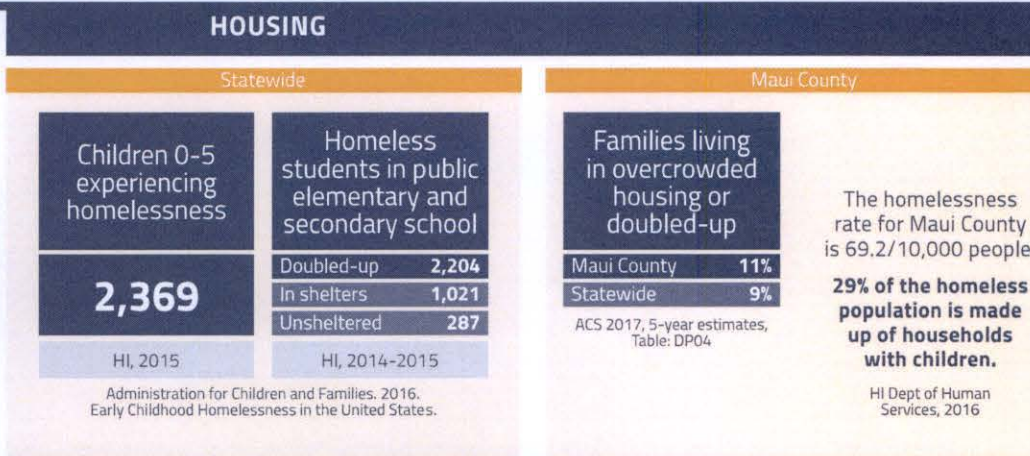 HOUSING
Statewide
Children 0-5
experiencing
homelessness
2,369
HI, 2015
Homeless
students in public
elementary and
secondary school
Doubled-up 2,204
In shelters 1,021
Unsheltered 287
HI, 2014-2015
Administration for Children and Families. 2016.
Early Childhood Homelessness in the United States.
Maui County
Families living
in overcrowded
housing or
doubled-up
Maui County 11%
Statewide 9%
ACS 2017, 5-year estimates,
Table: DP04
The homelessness
rate for Maui County
is 69.2/10,000 people
29% of the homeless
population is made
up of households
with children.
HI Dept of Human
Services, 2016